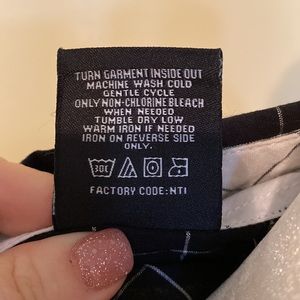 TURN GARMENT INSIDE OUT
MACHINE WASH COLD
GENTLE CYCLE
ONLY NON-CHLORINE BLEACH
WHEN NEEDED
TUMBLE DRY LOW
WARM IRON IF NEEDED
IRON ON REVERSE SIDE
ONLY.
30C
FACTORY CODE:NTI